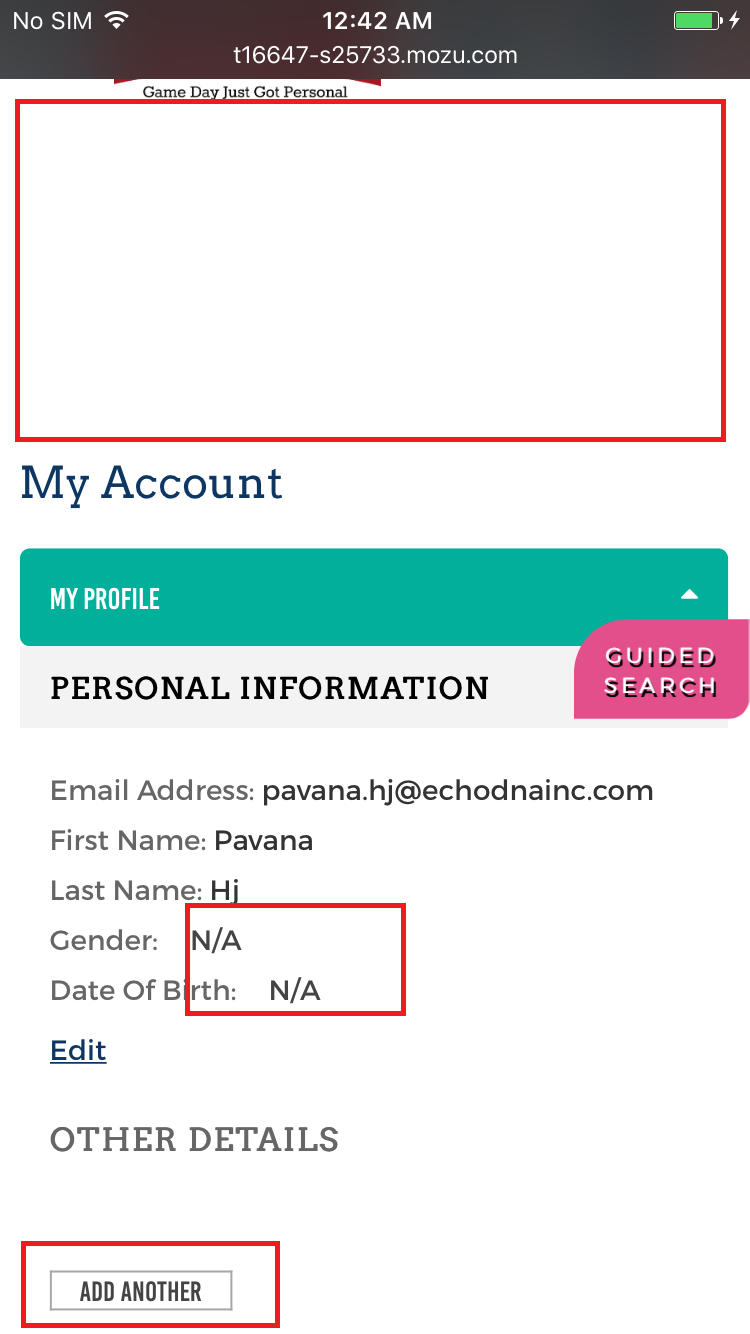 No SIM 12:42 AM
t16647-s25733.mozu.com
Game Day Just Got Personal
My Account
MY PROFILE
GUIDED
SEARCH
PERSONAL INFORMATION
Email Address: pavana.hj@echodnainc.com
First Name: Pavana
Last Name: Hj
Gender: N/A
Date Of Birth: N/A
Edit
OTHER DETAILS
ADD ANOTHER